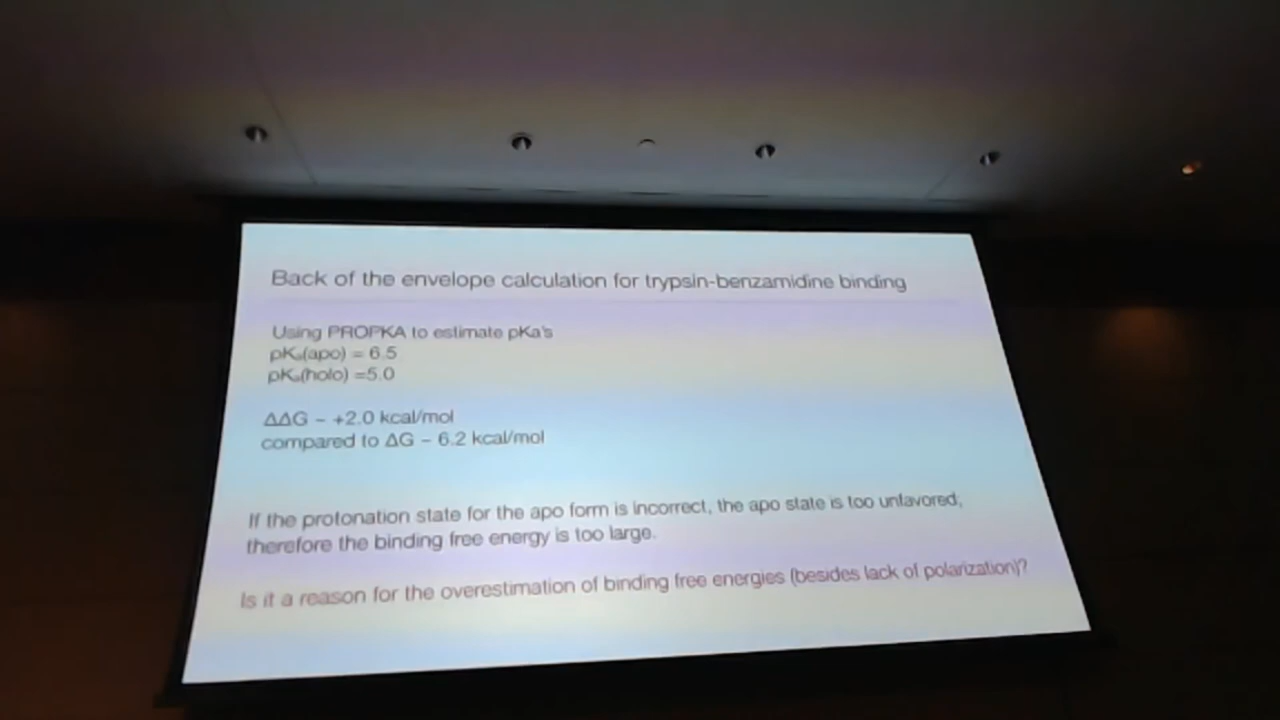 Back of the envelope calculation for trypsin-benzamidine binding
Using PROPKA to estimate pKa's
pKₐ(apo) = 6.5
pKₐ(holo) =5.0
ΔΔG ~ +2.0 kcal/mol
compared to ΔG ~ 6.2 kcal/mol
If the protonation state for the apo form is incorrect, the apo state is too unfavored,
therefore the binding free energy is too large.
Is it a reason for the overestimation of binding free energies (besides lack of polarization)?